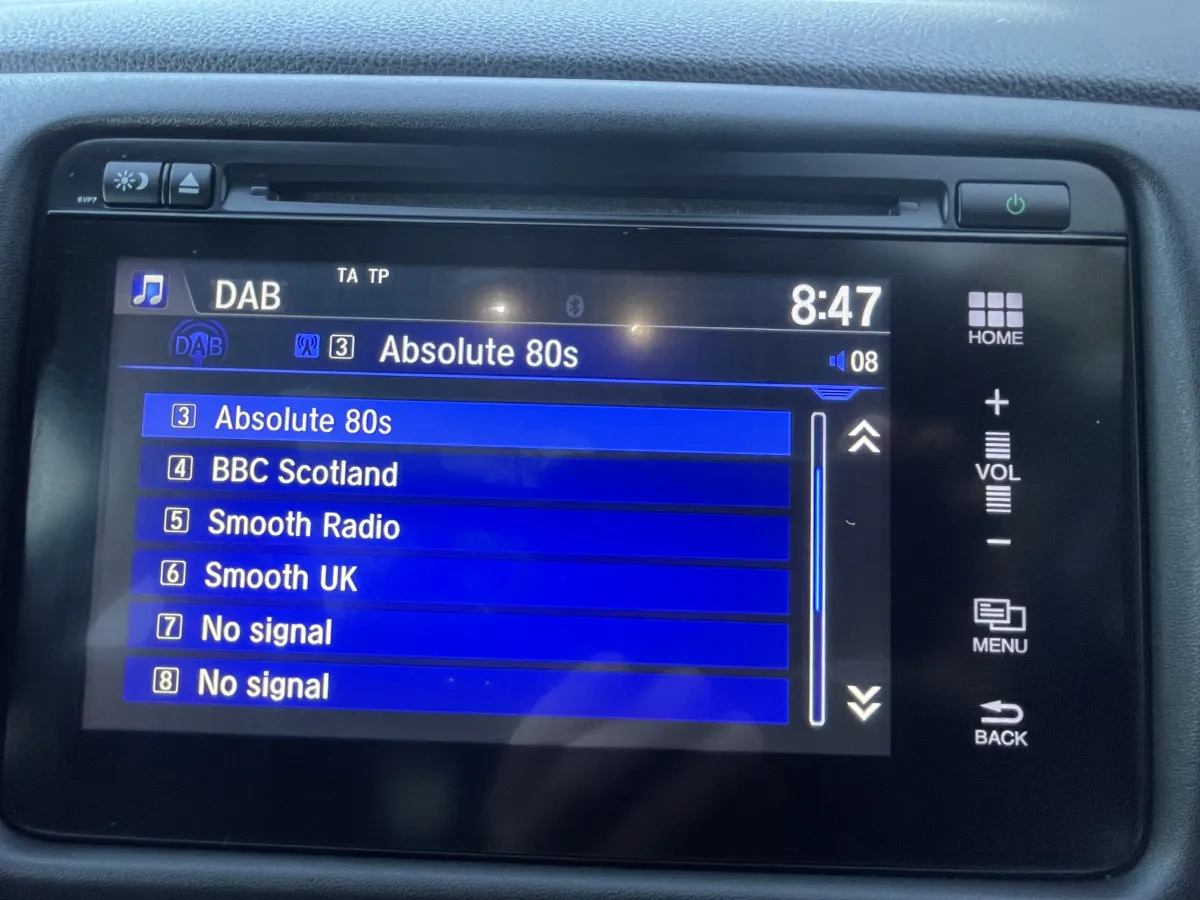 6VP7
DAB TA TP 8:47
DAB 3 Absolute 80s 08
3 Absolute 80s
4 BBC Scotland
5 Smooth Radio
6 Smooth UK
7 No signal
8 No signal
HOME
+
VOL
−
MENU
BACK